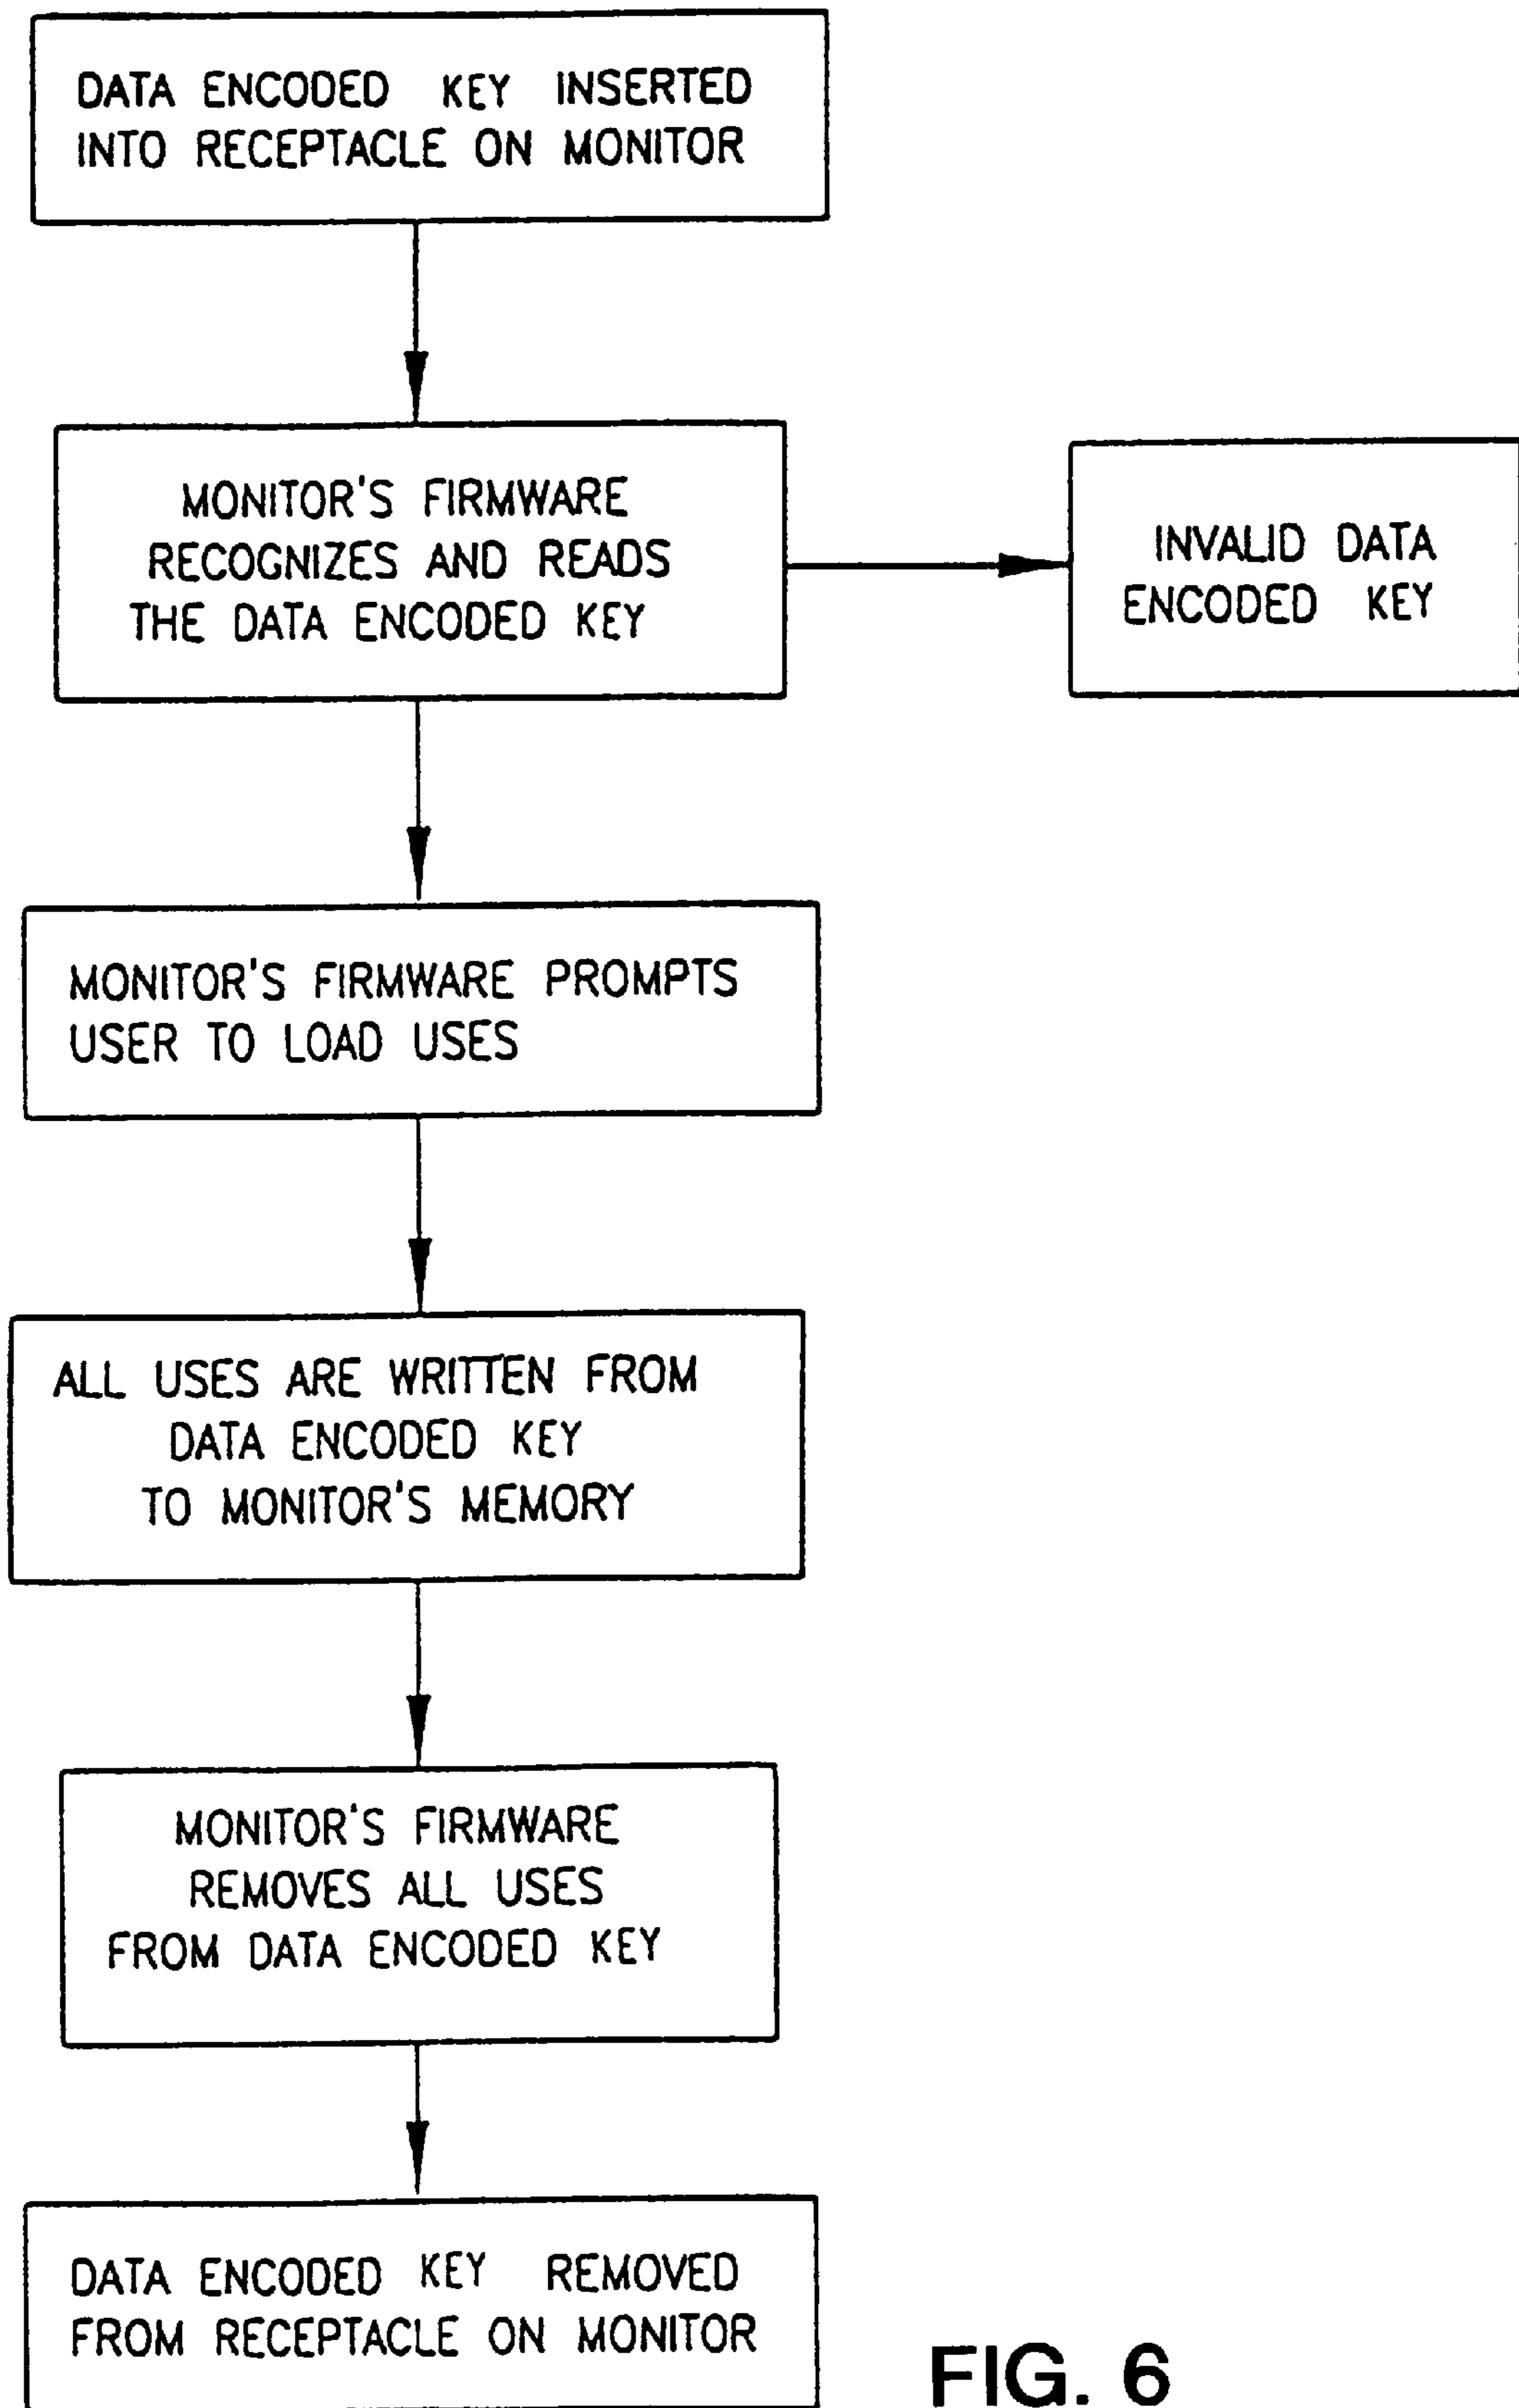 DATA ENCODED KEY INSERTED
INTO RECEPTACLE ON MONITOR
MONITOR'S FIRMWARE
RECOGNIZES AND READS
THE DATA ENCODED KEY
INVALID DATA
ENCODED KEY
MONITOR'S FIRMWARE PROMPTS
USER TO LOAD USES
ALL USES ARE WRITTEN FROM
DATA ENCODED KEY
TO MONITOR'S MEMORY
MONITOR'S FIRMWARE
REMOVES ALL USES
FROM DATA ENCODED KEY
DATA ENCODED KEY REMOVED
FROM RECEPTACLE ON MONITOR
FIG. 6